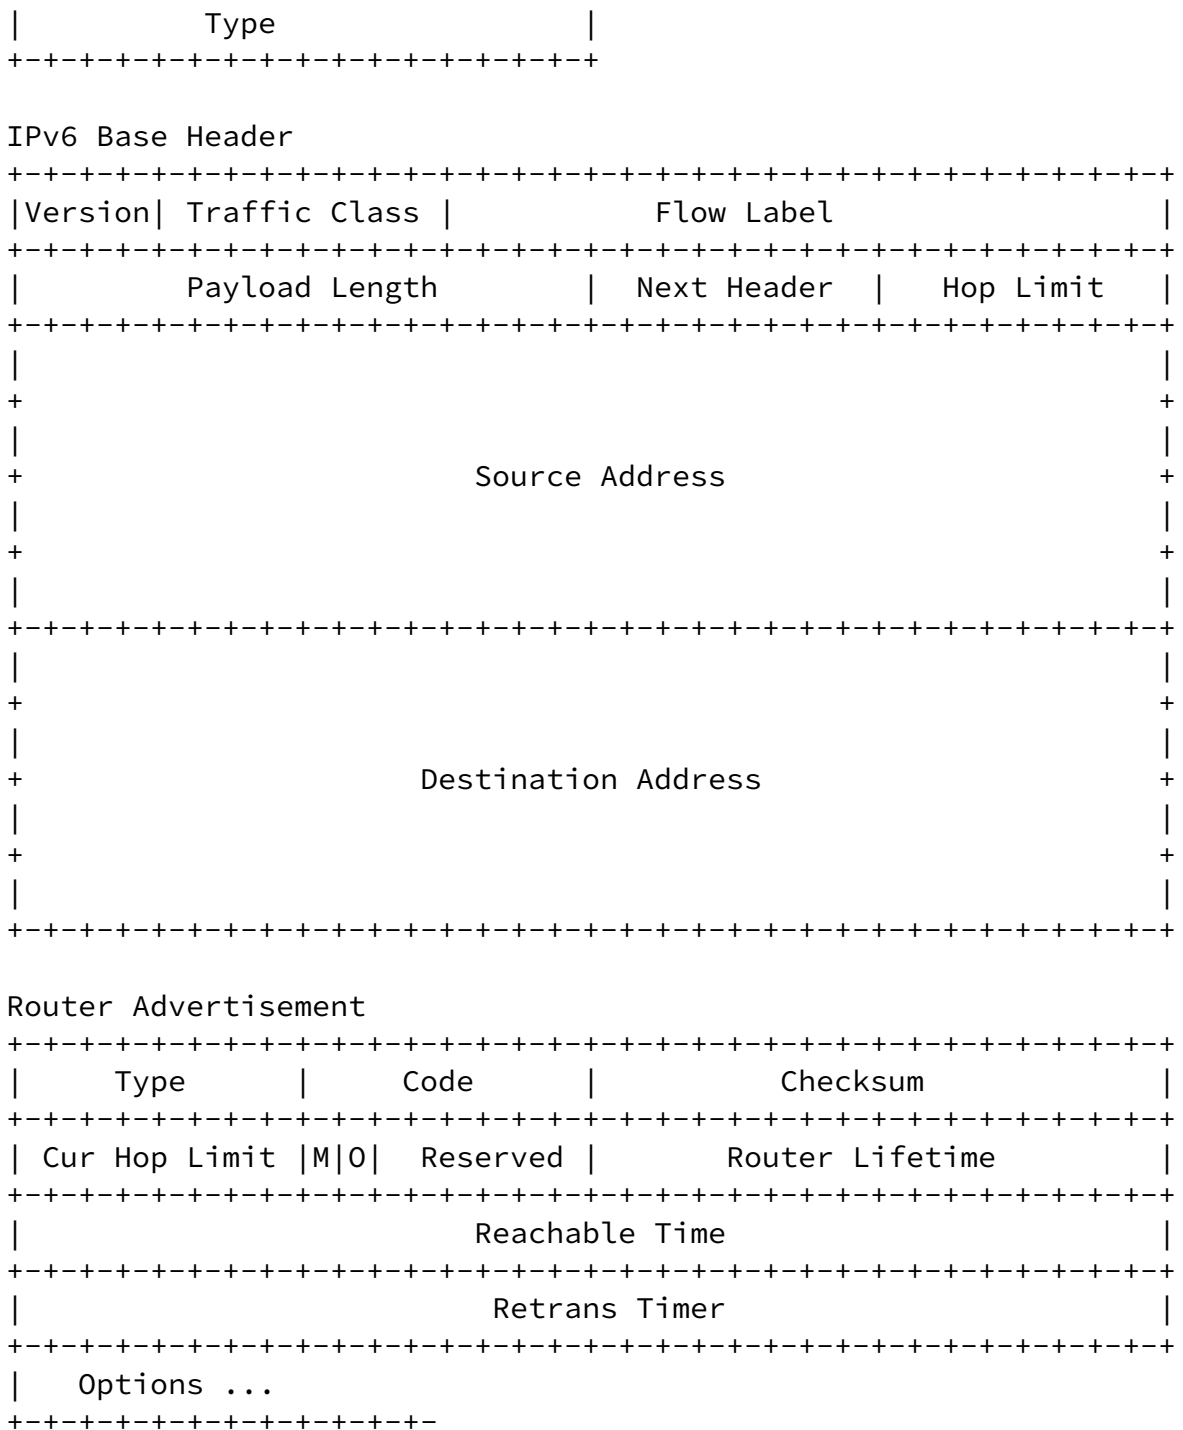 |          Type                 |
+-+-+-+-+-+-+-+-+-+-+-+-+-+-+-+-+

IPv6 Base Header
+-+-+-+-+-+-+-+-+-+-+-+-+-+-+-+-+-+-+-+-+-+-+-+-+-+-+-+-+-+-+-+-+
|Version| Traffic Class |           Flow Label                  |
+-+-+-+-+-+-+-+-+-+-+-+-+-+-+-+-+-+-+-+-+-+-+-+-+-+-+-+-+-+-+-+-+
|         Payload Length        |  Next Header  |   Hop Limit   |
+-+-+-+-+-+-+-+-+-+-+-+-+-+-+-+-+-+-+-+-+-+-+-+-+-+-+-+-+-+-+-+-+
|                                                               |
+                                                               +
|                                                               |
+                         Source Address                        +
|                                                               |
+                                                               +
|                                                               |
+-+-+-+-+-+-+-+-+-+-+-+-+-+-+-+-+-+-+-+-+-+-+-+-+-+-+-+-+-+-+-+-+
|                                                               |
+                                                               +
|                                                               |
+                      Destination Address                      +
|                                                               |
+                                                               +
|                                                               |
+-+-+-+-+-+-+-+-+-+-+-+-+-+-+-+-+-+-+-+-+-+-+-+-+-+-+-+-+-+-+-+-+

Router Advertisement
+-+-+-+-+-+-+-+-+-+-+-+-+-+-+-+-+-+-+-+-+-+-+-+-+-+-+-+-+-+-+-+-+
|     Type      |     Code      |          Checksum             |
+-+-+-+-+-+-+-+-+-+-+-+-+-+-+-+-+-+-+-+-+-+-+-+-+-+-+-+-+-+-+-+-+
| Cur Hop Limit |M|O|  Reserved |       Router Lifetime         |
+-+-+-+-+-+-+-+-+-+-+-+-+-+-+-+-+-+-+-+-+-+-+-+-+-+-+-+-+-+-+-+-+
|                         Reachable Time                        |
+-+-+-+-+-+-+-+-+-+-+-+-+-+-+-+-+-+-+-+-+-+-+-+-+-+-+-+-+-+-+-+-+
|                          Retrans Timer                        |
+-+-+-+-+-+-+-+-+-+-+-+-+-+-+-+-+-+-+-+-+-+-+-+-+-+-+-+-+-+-+-+-+
|   Options ...
+-+-+-+-+-+-+-+-+-+-+-+-